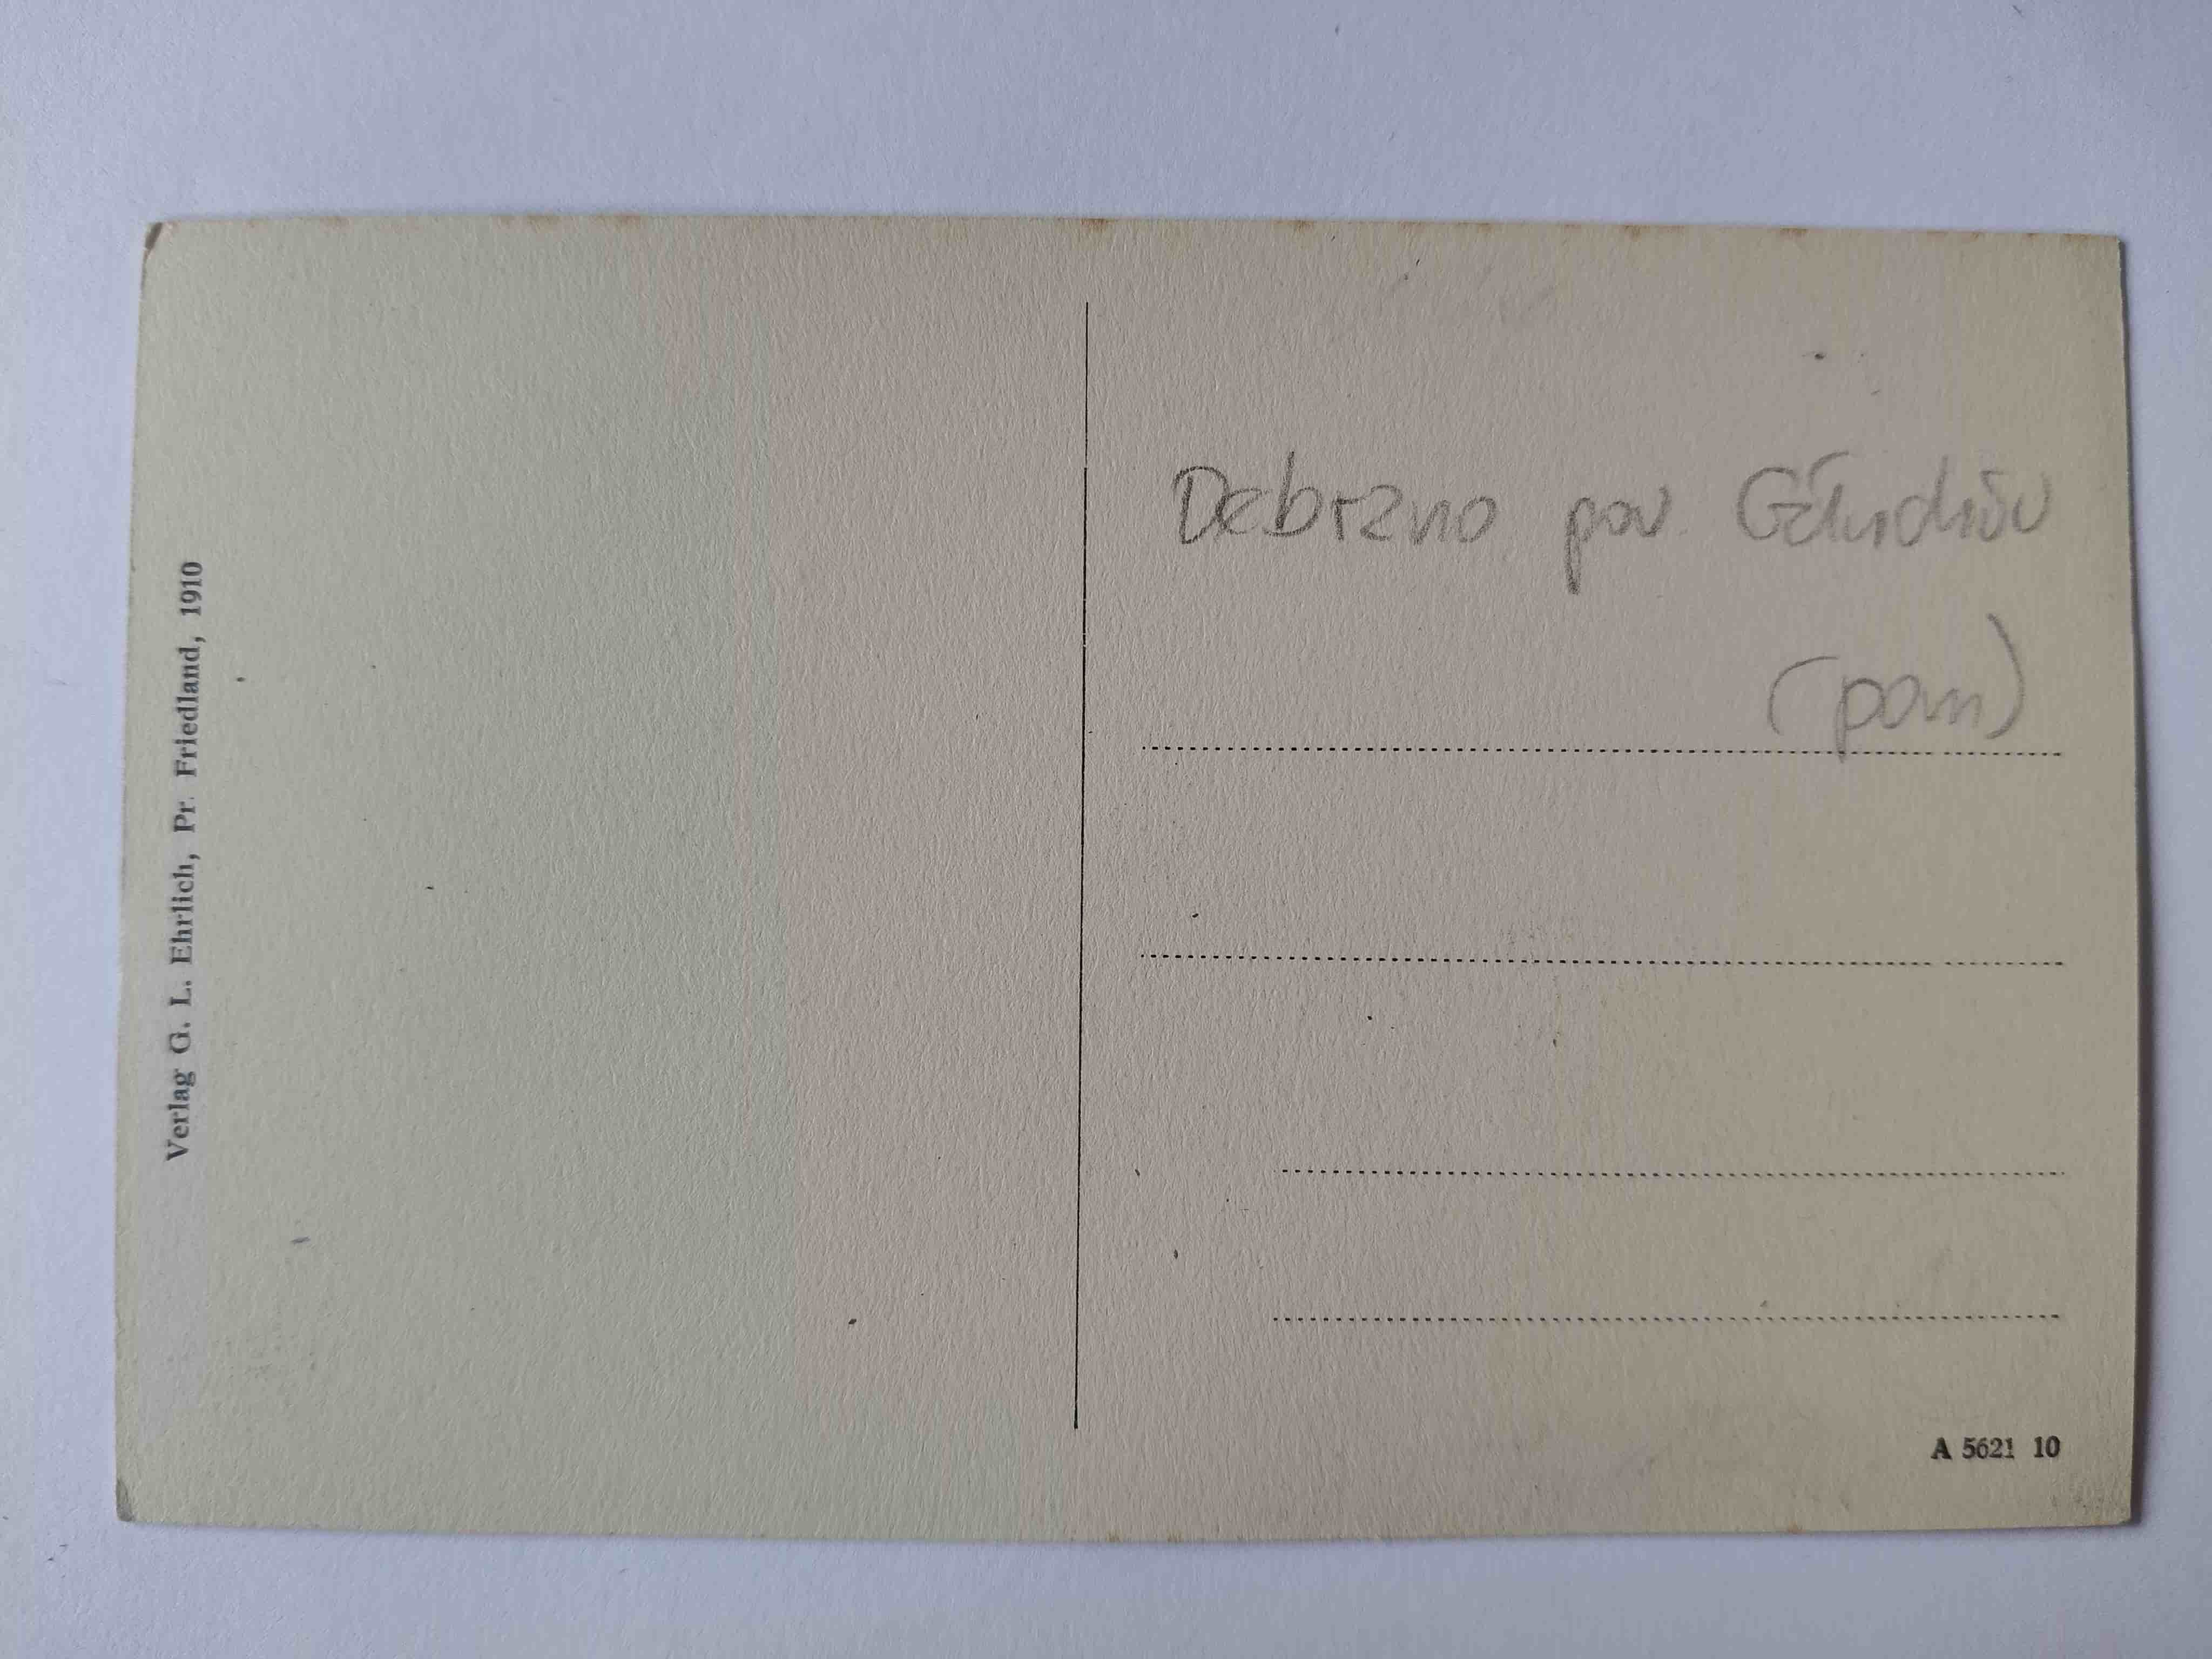 Verlag G. L. Ehrlich, Pr. Friedland, 1910
Debrzno pow Człuchów
(pom)
A 5621 10